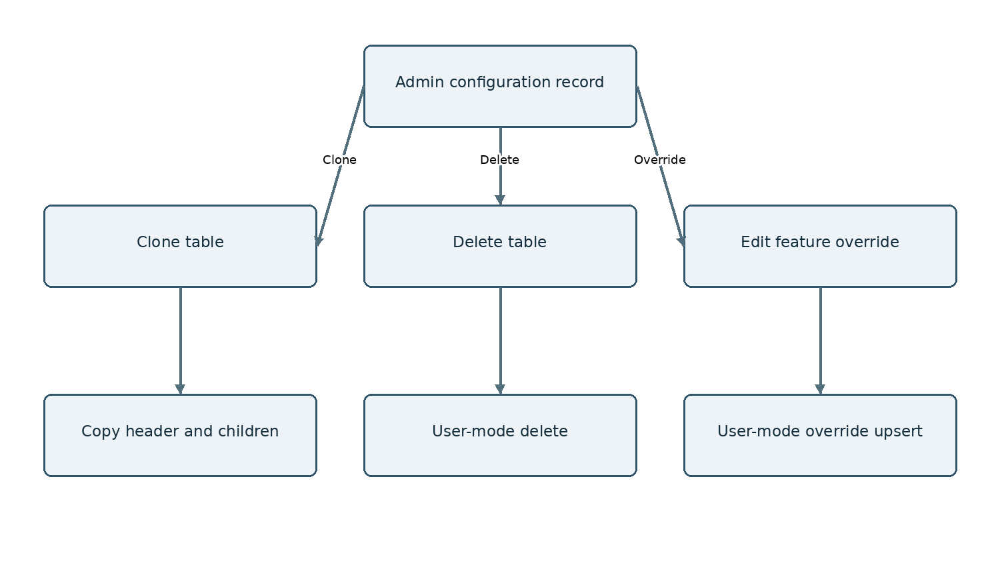 Admin configuration record
Clone
Delete
Override
Clone table
Delete table
Edit feature override
Copy header and children
User-mode delete
User-mode override upsert